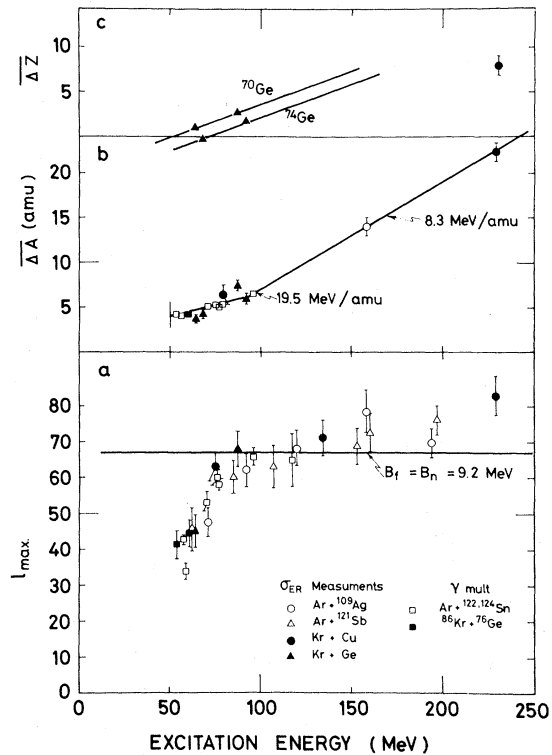 c
ΔZ
10
5
70Ge
74Ge
b
ΔA (amu)
20
15
10
5
0
8.3 MeV/amu
19.5 MeV/amu
a
lmax.
80
70
60
50
40
30
20
10
0
Bf = Bn = 9.2 MeV
σER Measuments
γ mult
○ Ar + 109Ag
△ Ar + 121Sb
● Kr + Cu
▲ Kr + Ge
□ Ar + 122,124Sn
■ 86Kr + 76Ge
0 50 100 150 200 250
EXCITATION ENERGY (MeV)